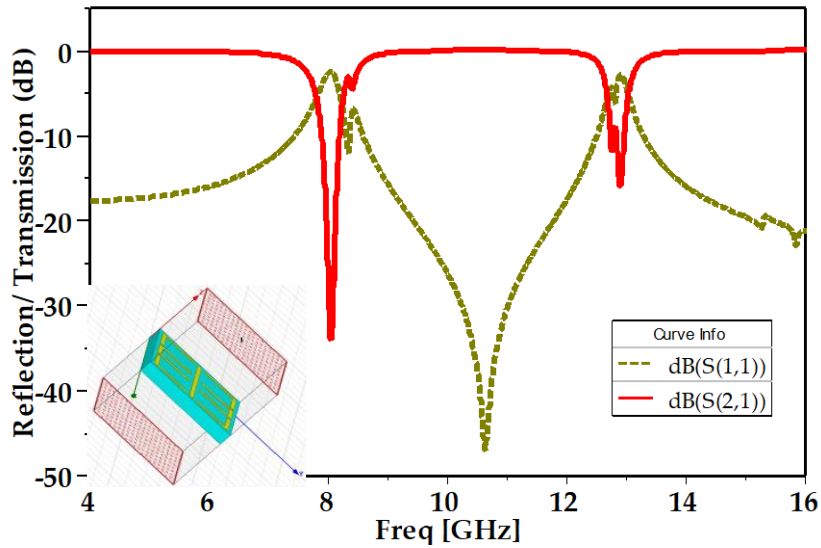 Reflection/ Transmission (dB)
0
-10
-20
-30
-40
-50
4
6
8
10
12
14
16
Freq [GHz]
Curve Info
dB(S(1,1))
dB(S(2,1))